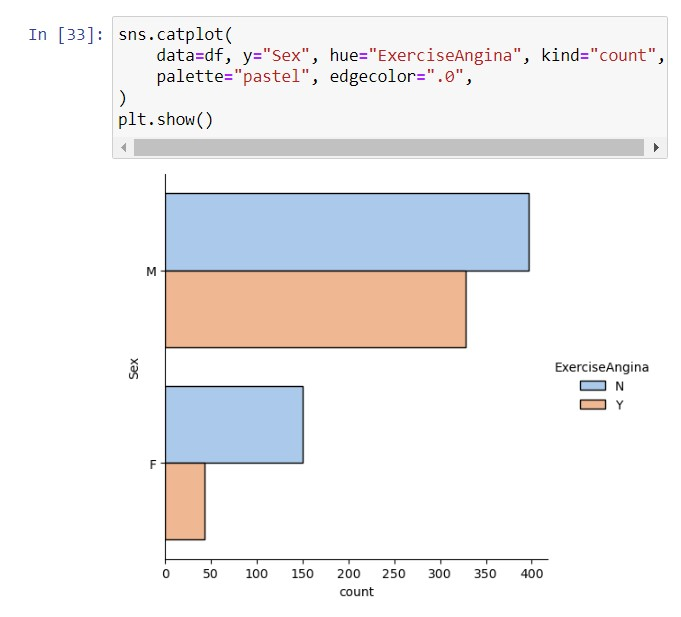 In [33]: sns.catplot(
data=df, y="Sex", hue="ExerciseAngina", kind="count",
palette="pastel", edgecolor=".0",
)
plt.show()
M
Sex
F
ExerciseAngina
N
Y
0 50 100 150 200 250 300 350 400
count